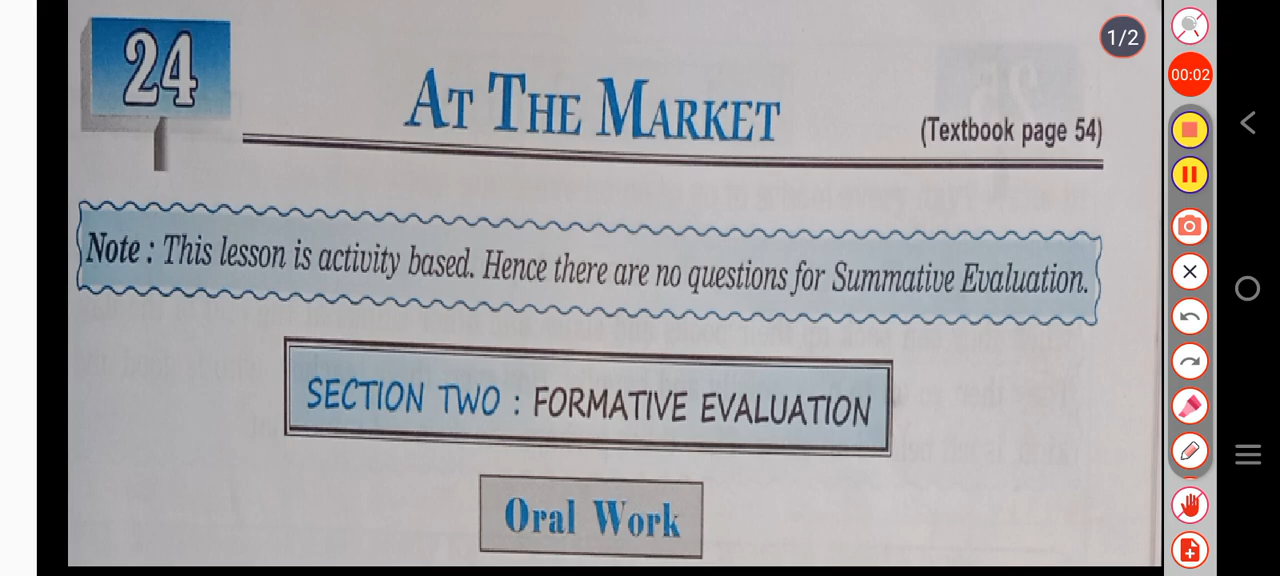 24
1/2
00:02
AT THE MARKET
(Textbook page 54)
Note : This lesson is activity based. Hence there are no questions for Summative Evaluation.
SECTION TWO : FORMATIVE EVALUATION
Oral Work